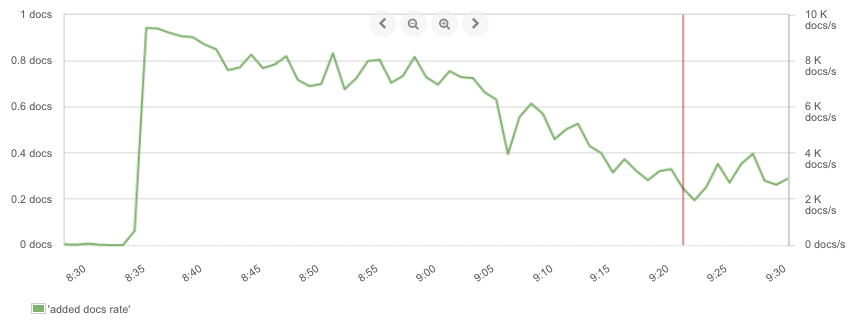 1 docs
0.8 docs
0.6 docs
0.4 docs
0.2 docs
0 docs
10 K
docs/s
8 K
docs/s
6 K
docs/s
4 K
docs/s
2 K
docs/s
0 docs/s
8:30
8:35
8:40
8:45
8:50
8:55
9:00
9:05
9:10
9:15
9:20
9:25
9:30
'added docs rate'